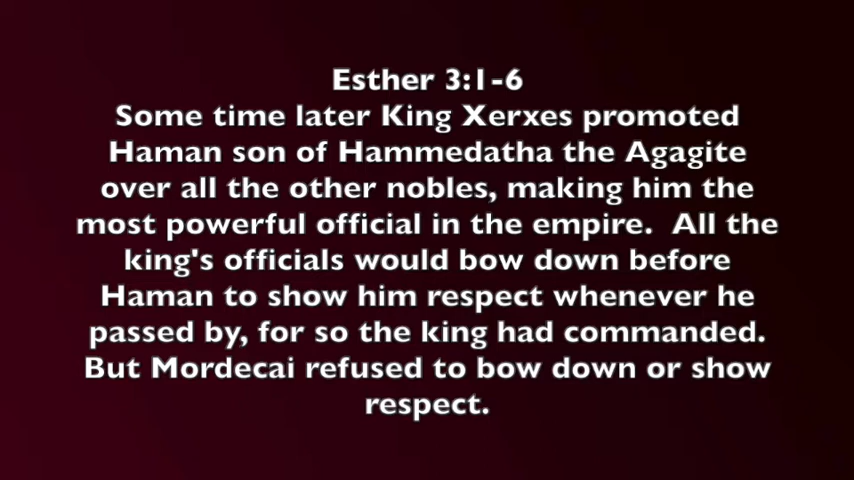 Esther 3:1-6
Some time later King Xerxes promoted
Haman son of Hammedatha the Agagite
over all the other nobles, making him the
most powerful official in the empire.  All the
king's officials would bow down before
Haman to show him respect whenever he
passed by, for so the king had commanded.
But Mordecai refused to bow down or show
respect.